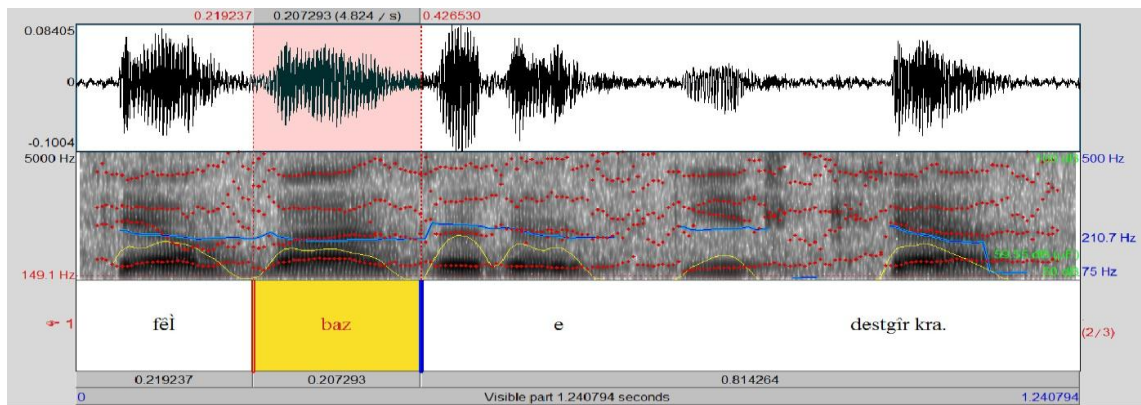 0.219237 0.207293 (4.824 / s) 0.426530
0.08405
0
-0.1004
5000 Hz 500 Hz
210.7 Hz
149.1 Hz 75 Hz
1 fêÌ baz e destgîr kra. (2/3)
0.219237 0.207293 0.814264
0 Visible part 1.240794 seconds 1.240794